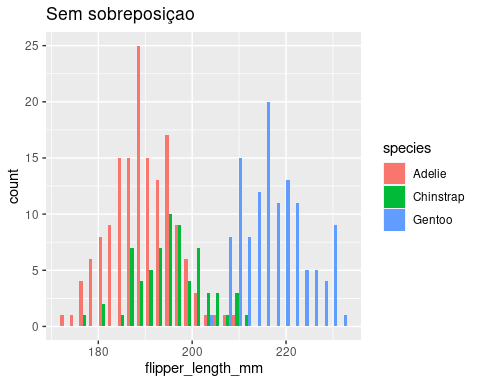 Sem sobreposiçao
25
20
15
10
5
0
count
180
200
220
flipper_length_mm
species
Adelie
Chinstrap
Gentoo